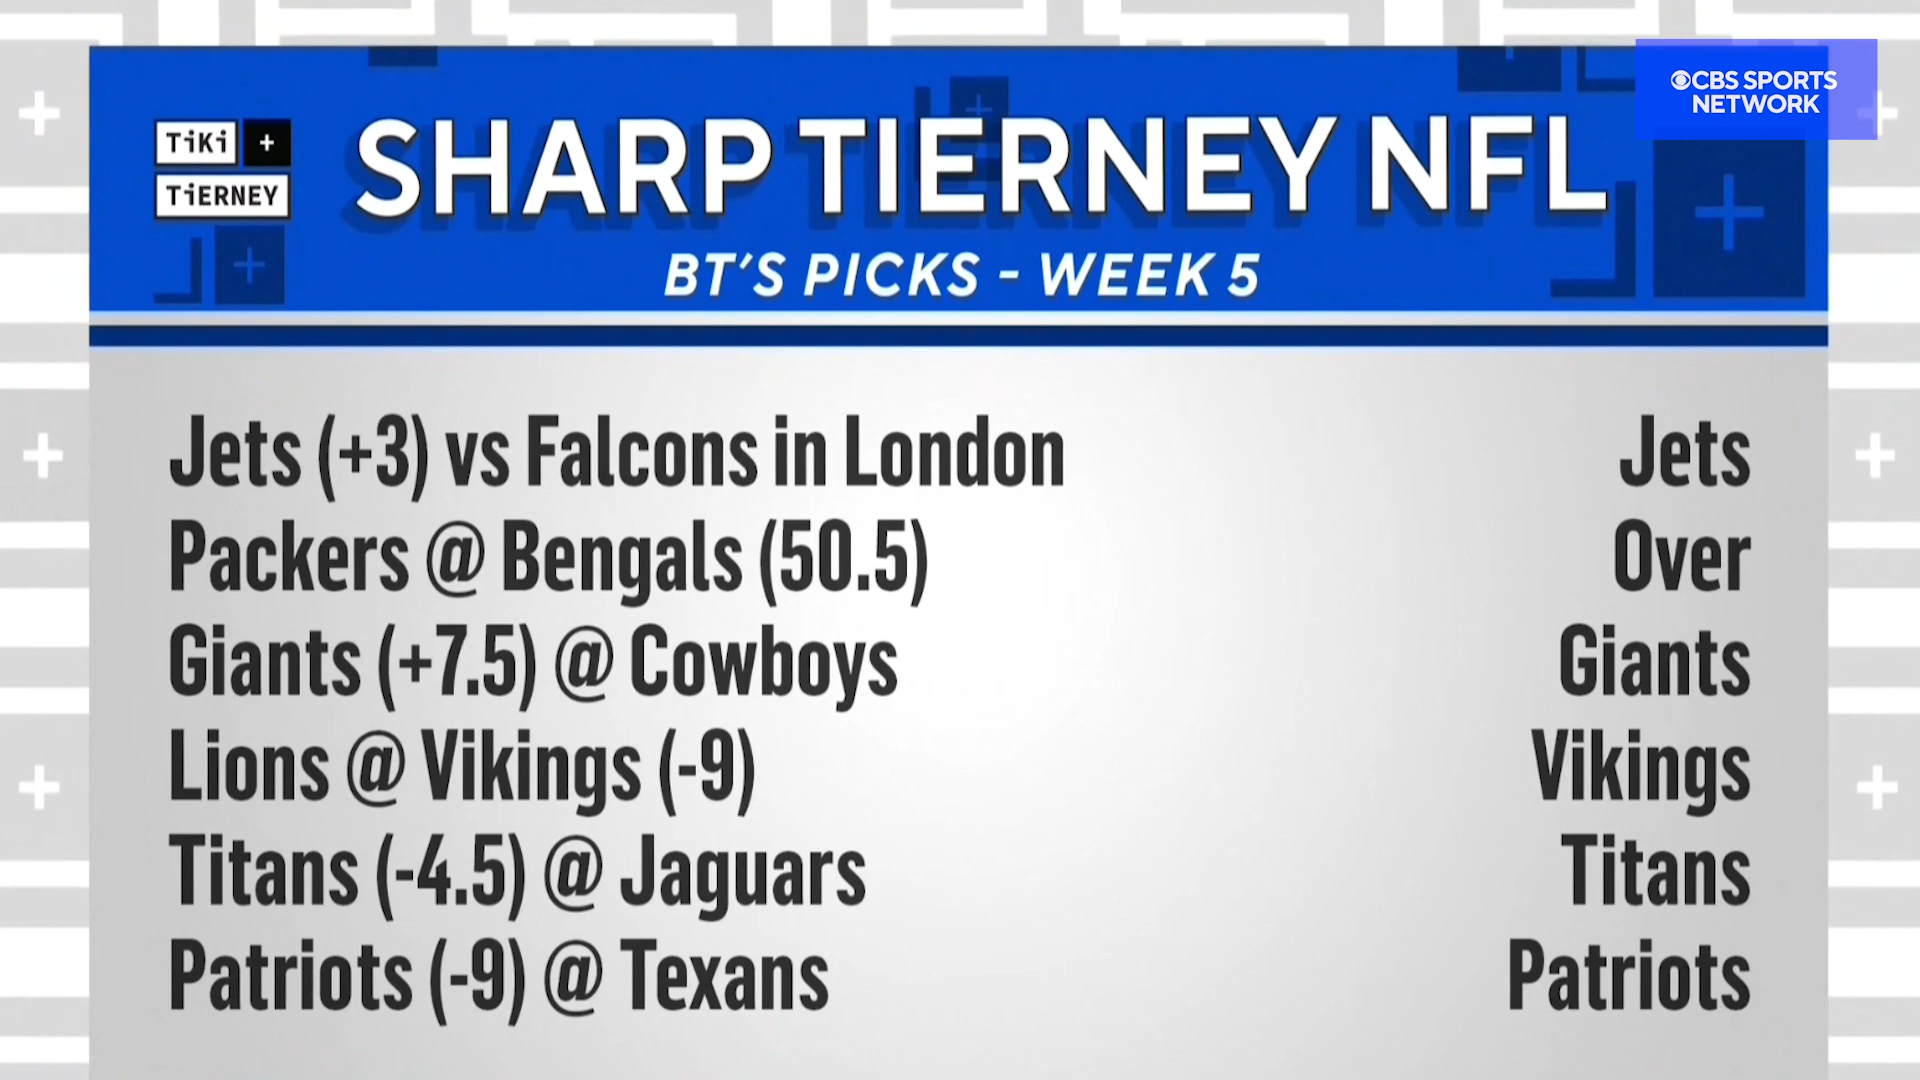 CBS SPORTS
NETWORK
TiKi +
TiERNEY
SHARP TIERNEY NFL
BT'S PICKS - WEEK 5
Jets (+3) vs Falcons in London Jets
Packers @ Bengals (50.5) Over
Giants (+7.5) @ Cowboys Giants
Lions @ Vikings (-9) Vikings
Titans (-4.5) @ Jaguars Titans
Patriots (-9) @ Texans Patriots